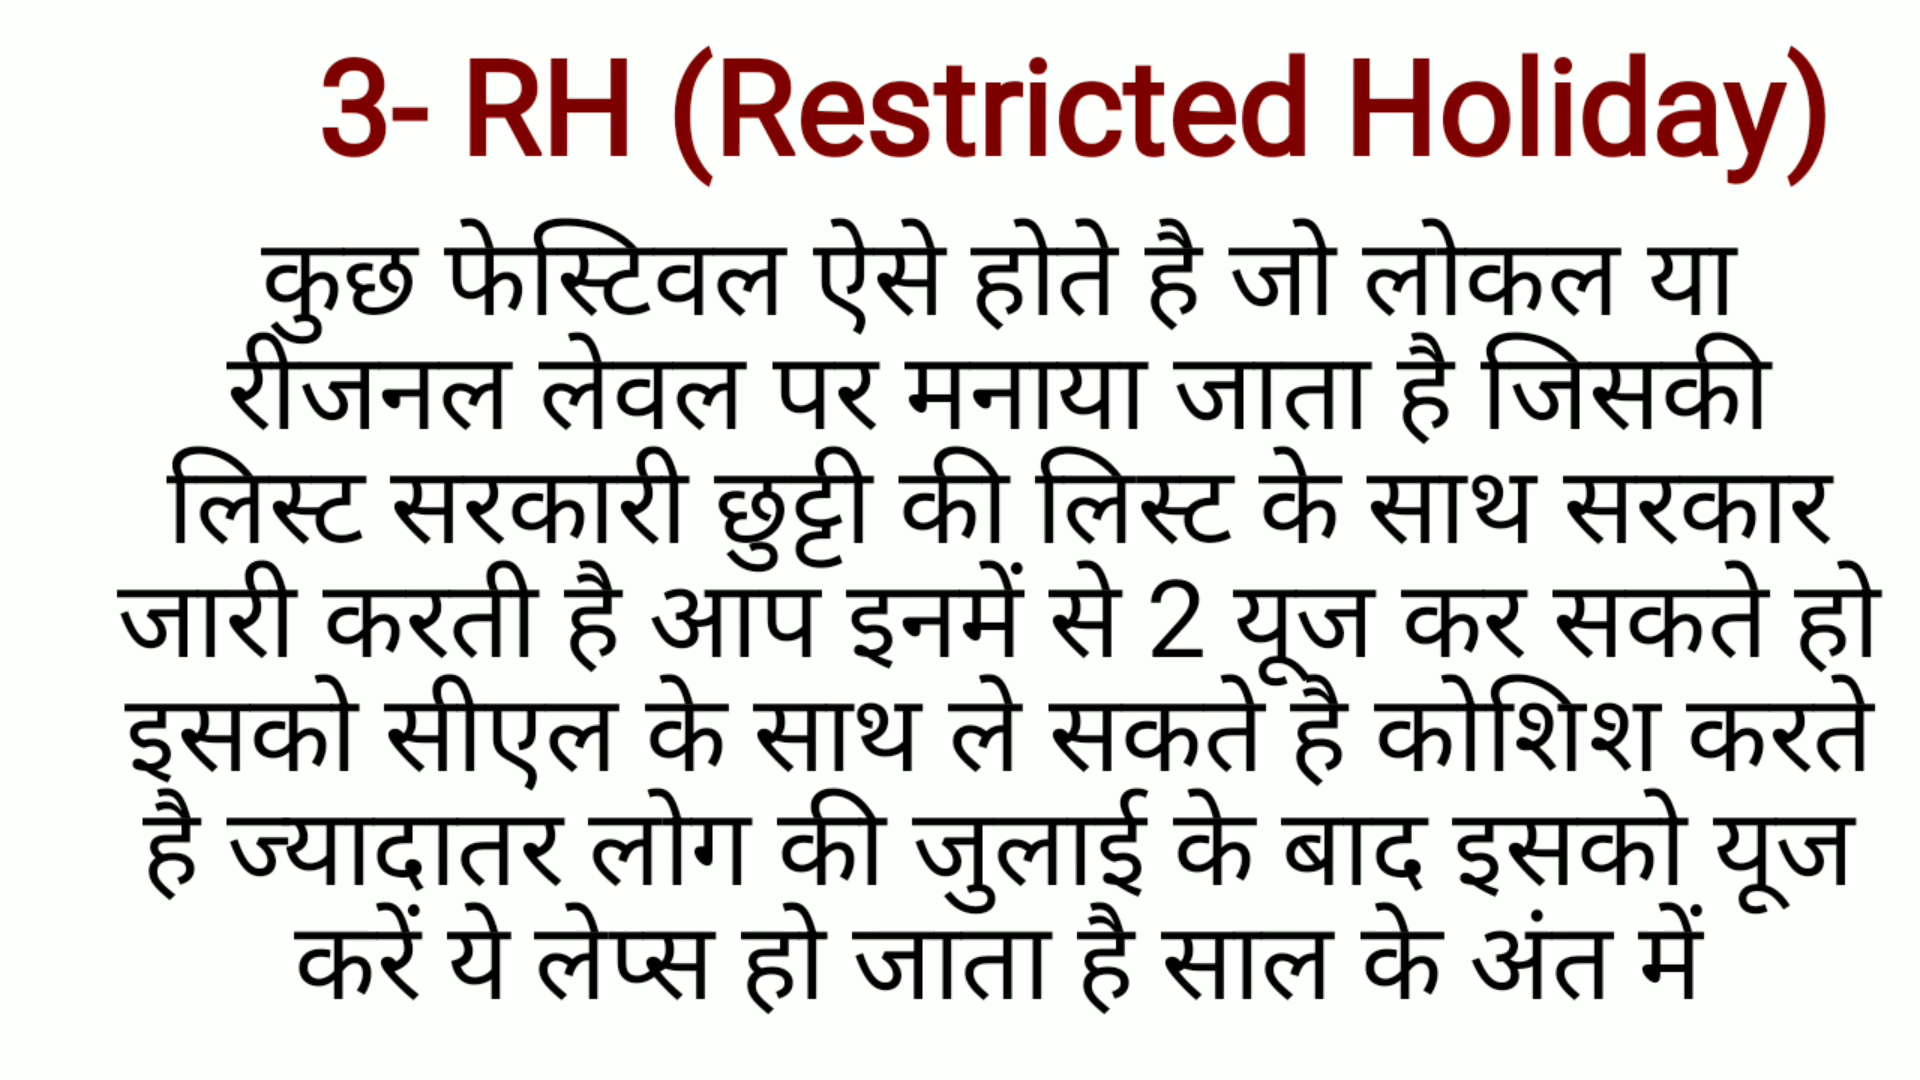 3- RH (Restricted Holiday)
कुछ फेस्टिवल ऐसे होते है जो लोकल या
रीजनल लेवल पर मनाया जाता है जिसकी
लिस्ट सरकारी छुट्टी की लिस्ट के साथ सरकार
जारी करती है आप इनमें से 2 यूज कर सकते हो
इसको सीएल के साथ ले सकते है कोशिश करते
है ज्यादातर लोग की जुलाई के बाद इसको यूज
करें ये लेप्स हो जाता है साल के अंत में